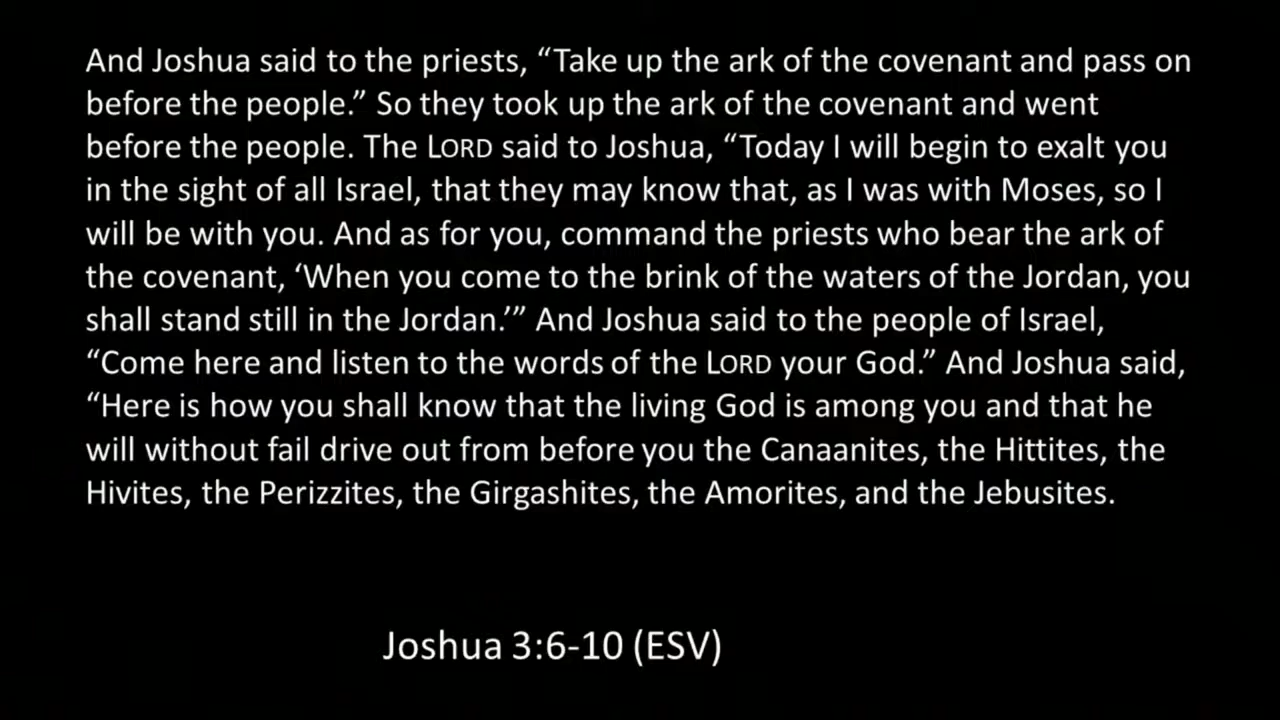 And Joshua said to the priests, “Take up the ark of the covenant and pass on
before the people.” So they took up the ark of the covenant and went
before the people. The LORD said to Joshua, “Today I will begin to exalt you
in the sight of all Israel, that they may know that, as I was with Moses, so I
will be with you. And as for you, command the priests who bear the ark of
the covenant, ‘When you come to the brink of the waters of the Jordan, you
shall stand still in the Jordan.’” And Joshua said to the people of Israel,
“Come here and listen to the words of the LORD your God.” And Joshua said,
“Here is how you shall know that the living God is among you and that he
will without fail drive out from before you the Canaanites, the Hittites, the
Hivites, the Perizzites, the Girgashites, the Amorites, and the Jebusites.
Joshua 3:6-10 (ESV)